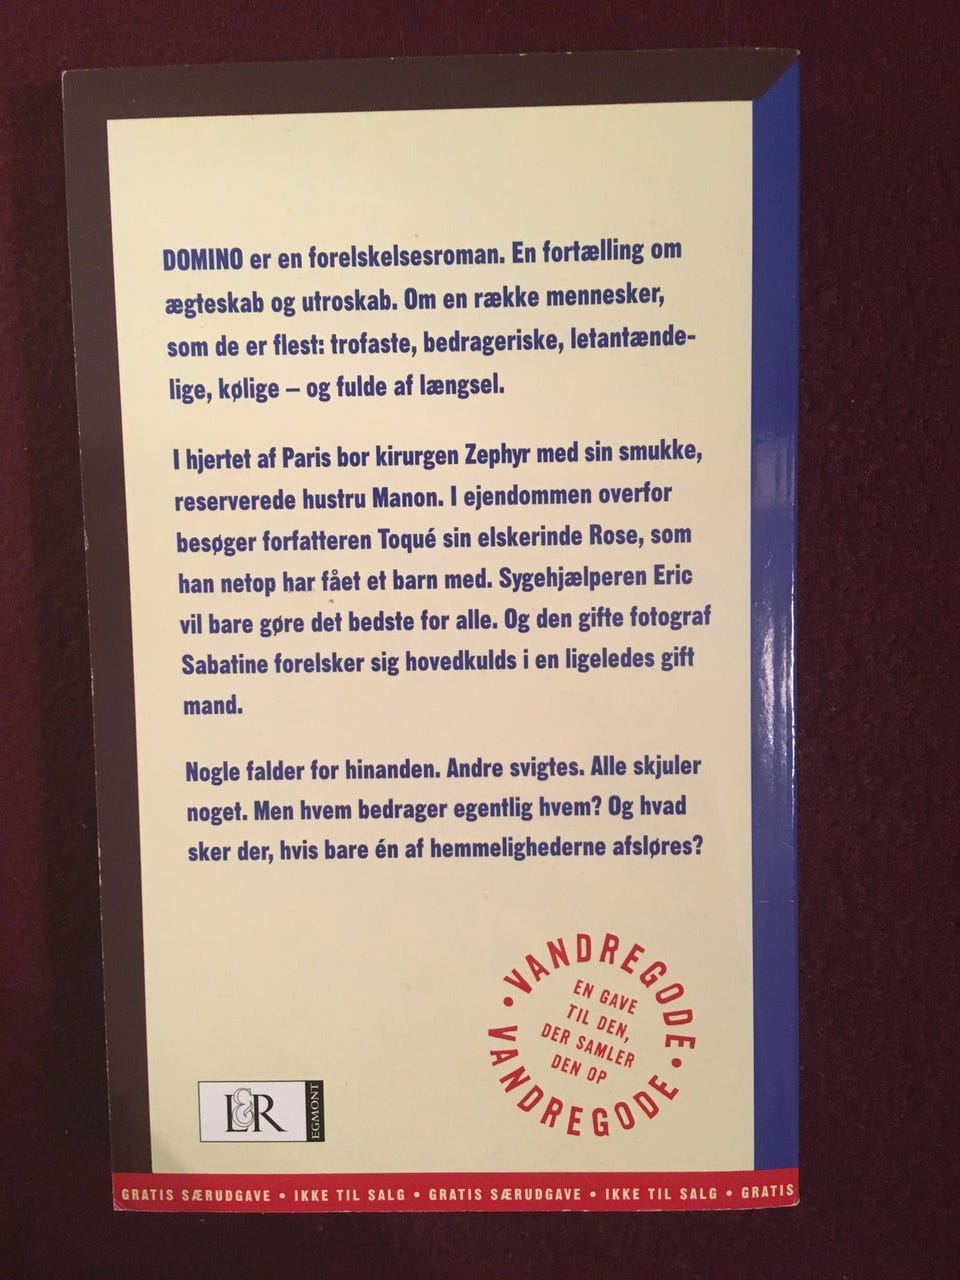 DOMINO er en forelskelsesroman. En fortælling om
ægteskab og utroskab. Om en række mennesker,
som de er flest: trofaste, bedrageriske, letantænde-
lige, kølige – og fulde af længsel.
I hjertet af Paris bor kirurgen Zephyr med sin smukke,
reserverede hustru Manon. I ejendommen overfor
besøger forfatteren Toqué sin elskerinde Rose, som
han netop har fået et barn med. Sygehjælperen Eric
vil bare gøre det bedste for alle. Og den gifte fotograf
Sabatine forelsker sig hovedkulds i en ligeledes gift
mand.
Nogle falder for hinanden. Andre svigtes. Alle skjuler
noget. Men hvem bedrager egentlig hvem? Og hvad
sker der, hvis bare én af hemmelighederne afsløres?
• VANDREGODE •
EN GAVE
TIL DEN,
DER SAMLER
DEN OP
VANDREGODE
L&R
EGMONT
GRATIS SÆRUDGAVE • IKKE TIL SALG • GRATIS SÆRUDGAVE • IKKE TIL SALG • GRATIS